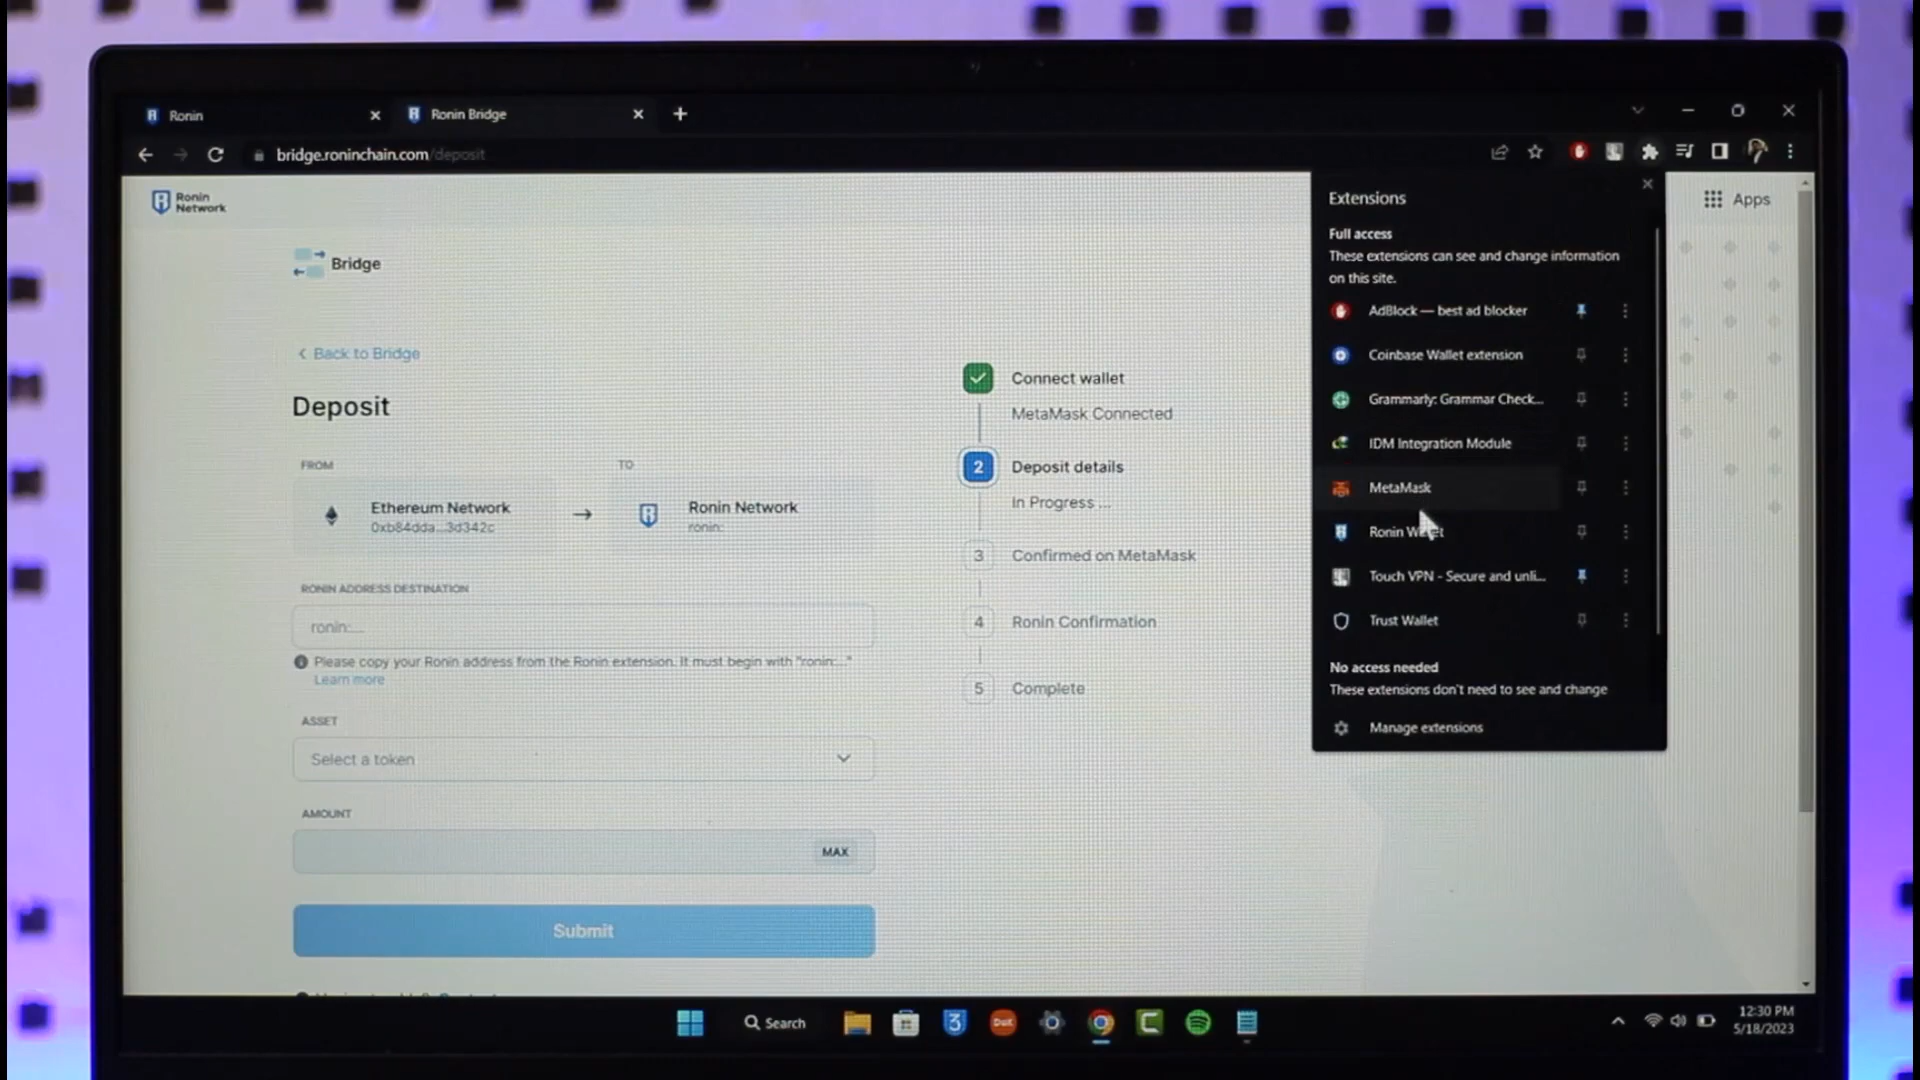 Ronin
Ronin Bridge
bridge.roninchain.com/deposit
Ronin
Network
Apps
Bridge
Back to Bridge
Deposit
FROM
TO
Ethereum Network
0xb84dda...3d342c
Ronin Network
ronin:
RONIN ADDRESS DESTINATION
ronin:...
Please copy your Ronin address from the Ronin extension. It must begin with "ronin:..."
Learn more
ASSET
Select a token
AMOUNT
MAX
Submit
Connect wallet
MetaMask Connected
2
Deposit details
In Progress ...
3
Confirmed on MetaMask
4
Ronin Confirmation
5
Complete
Extensions
Full access
These extensions can see and change information
on this site.
AdBlock — best ad blocker
Coinbase Wallet extension
Grammarly: Grammar Check...
IDM Integration Module
MetaMask
Ronin Wallet
Touch VPN - Secure and unli...
Trust Wallet
No access needed
These extensions don't need to see and change
Manage extensions
Search
3
12:30 PM
5/18/2023